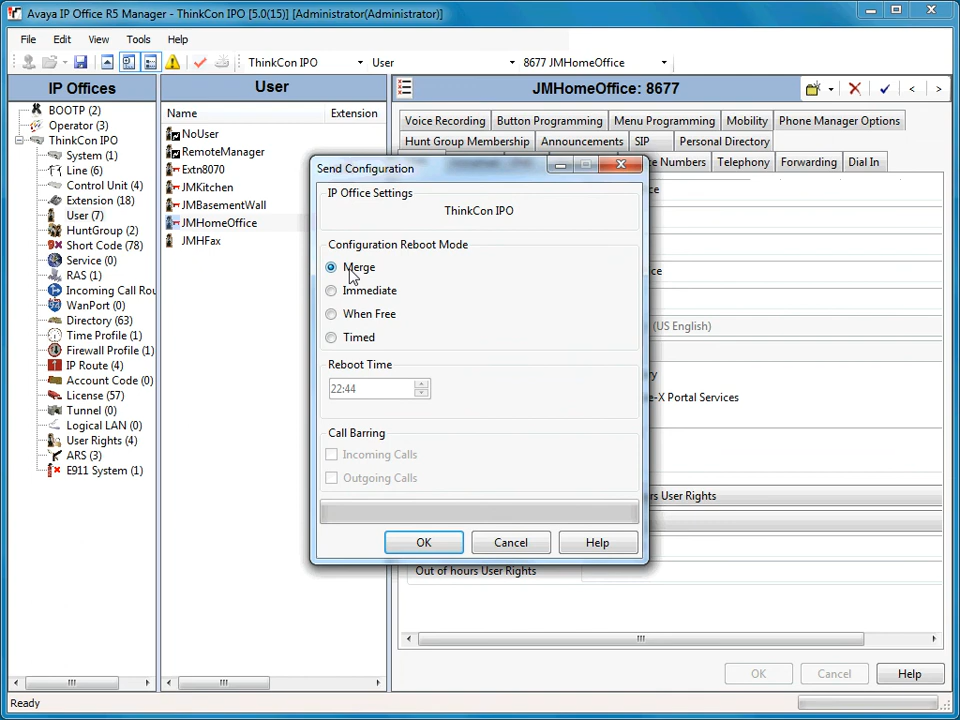 Avaya IP Office R5 Manager - ThinkCon IPO [5.0(15)] [Administrator(Administrator)]
File Edit View Tools Help
ThinkCon IPO User 8677 JMHomeOffice
IP Offices
BOOTP (2)
Operator (3)
ThinkCon IPO
System (1)
Line (6)
Control Unit (4)
Extension (18)
User (7)
HuntGroup (2)
Short Code (78)
Service (0)
RAS (1)
Incoming Call Rou
WanPort (0)
Directory (63)
Time Profile (1)
Firewall Profile (1)
IP Route (4)
Account Code (0)
License (57)
Tunnel (0)
Logical LAN (0)
User Rights (4)
ARS (3)
E911 System (1)
User
Name Extension
NoUser
RemoteManager
Extn8070
JMKitchen
JMBasementWall
JMHomeOffice
JMHFax
JMHomeOffice: 8677
Voice Recording Button Programming Menu Programming Mobility Phone Manager Options
Hunt Group Membership Announcements SIP Personal Directory
e Numbers Telephony Forwarding Dial In
(US English)
e-X Portal Services
rs User Rights
Out of hours User Rights
OK Cancel Help
Send Configuration
IP Office Settings
ThinkCon IPO
Configuration Reboot Mode
Merge
Immediate
When Free
Timed
Reboot Time
22:44
Call Barring
Incoming Calls
Outgoing Calls
OK Cancel Help
Ready